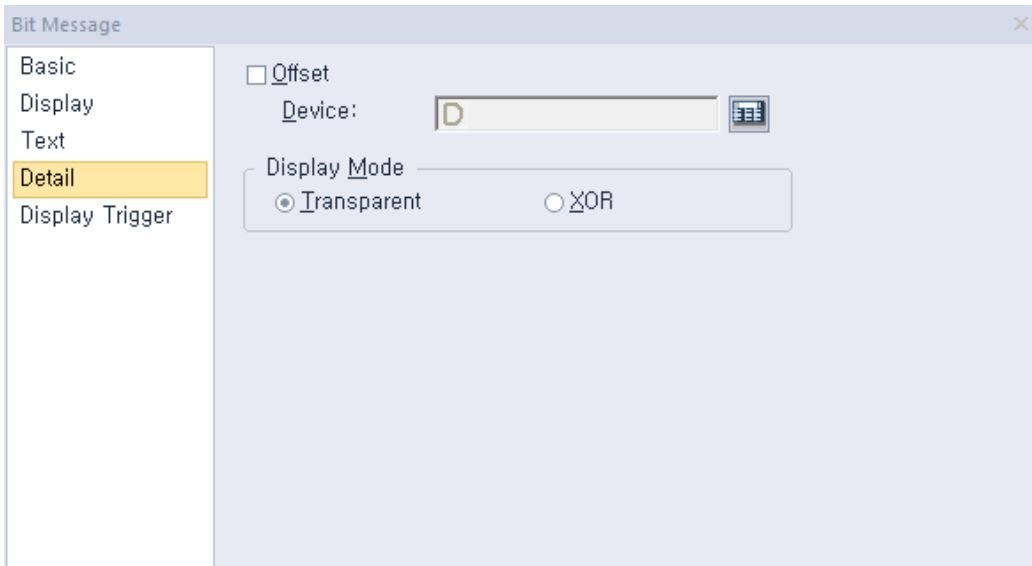 Bit Message
Basic
Display
Text
Detail
Display Trigger
Offset
Device:
D
Display Mode
Transparent
XOR